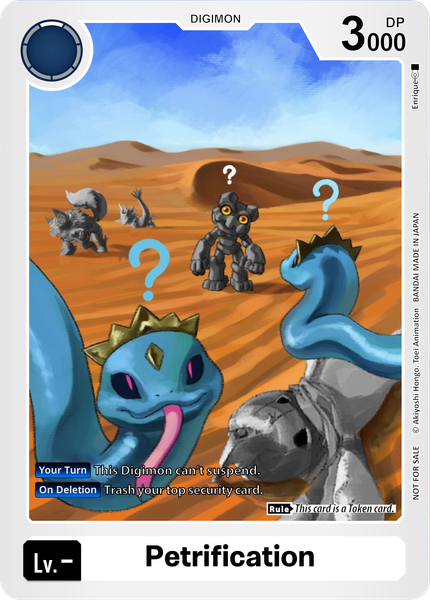 DIGIMON
3000
DP
?
?
?
Your Turn This Digimon can't suspend.
On Deletion Trash your top security card.
Rule This card is a Token card.
Lv.-
Petrification
Enrique
NOT FOR SALE © Akiyoshi Hongo, Toei Animation BANDAI MADE IN JAPAN